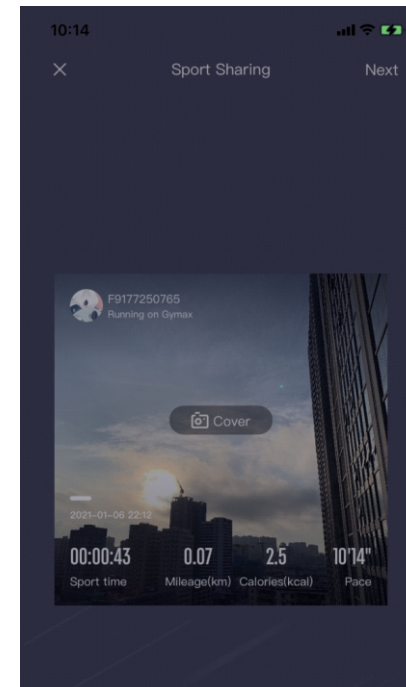 10:14
Sport Sharing
Next
F9177250765
Running on Gymax
Cover
2021-01-06 22:12
00:00:43 0.07 2.5 10'14"
Sport time Mileage(km) Calories(kcal) Pace